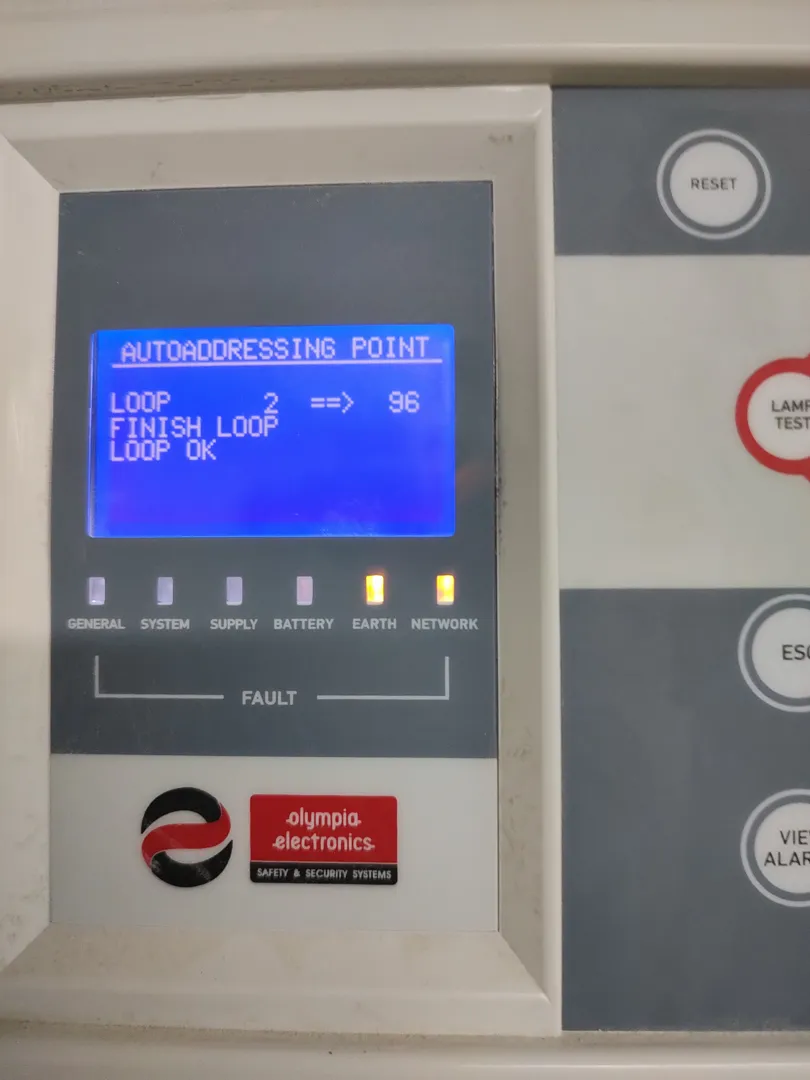 AUTOADDRESSING POINT
LOOP 2 ==> 96
FINISH LOOP
LOOP OK
GENERAL SYSTEM SUPPLY BATTERY EARTH NETWORK
FAULT
olympia
electronics
SAFETY & SECURITY SYSTEMS
RESET
TEST